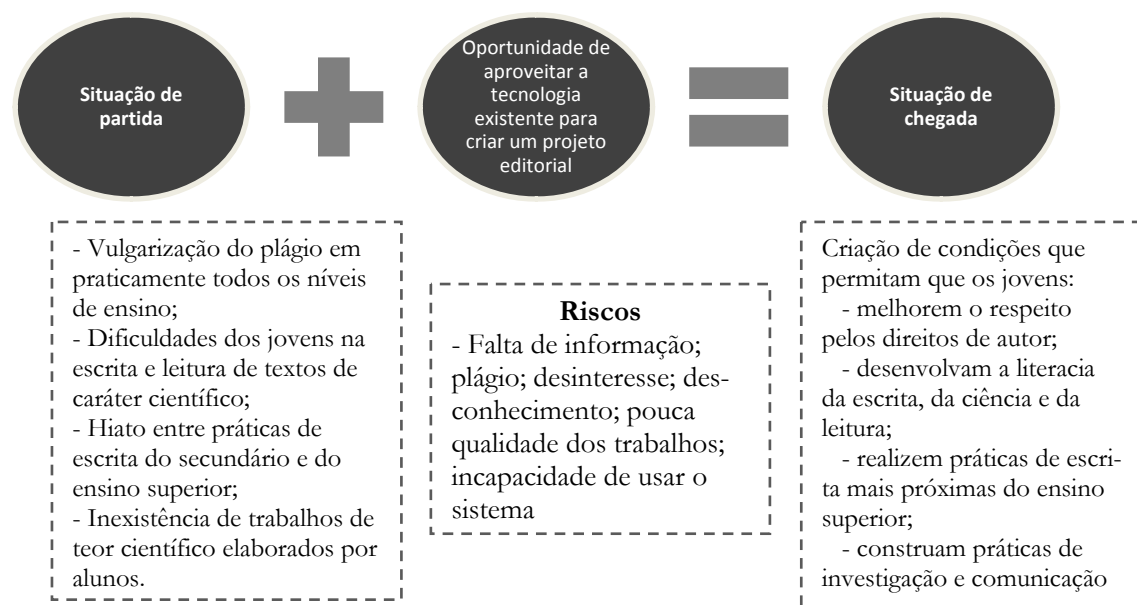 Situação de
partida
Oportunidade de
aproveitar a
tecnologia
existente para
criar um projeto
editorial
Situação de
chegada
- Vulgarização do plágio em
praticamente todos os níveis
de ensino;
- Dificuldades dos jovens na
escrita e leitura de textos de
caráter científico;
- Hiato entre práticas de
escrita do secundário e do
ensino superior;
- Inexistência de trabalhos de
teor científico elaborados por
alunos.
Riscos
- Falta de informação;
plágio; desinteresse; des-
conhecimento; pouca
qualidade dos trabalhos;
incapacidade de usar o
sistema
Criação de condições que
permitam que os jovens:
- melhorem o respeito
pelos direitos de autor;
- desenvolvam a literacia
da escrita, da ciência e da
leitura;
- realizem práticas de escri-
ta mais próximas do ensino
superior;
- construam práticas de
investigação e comunicação